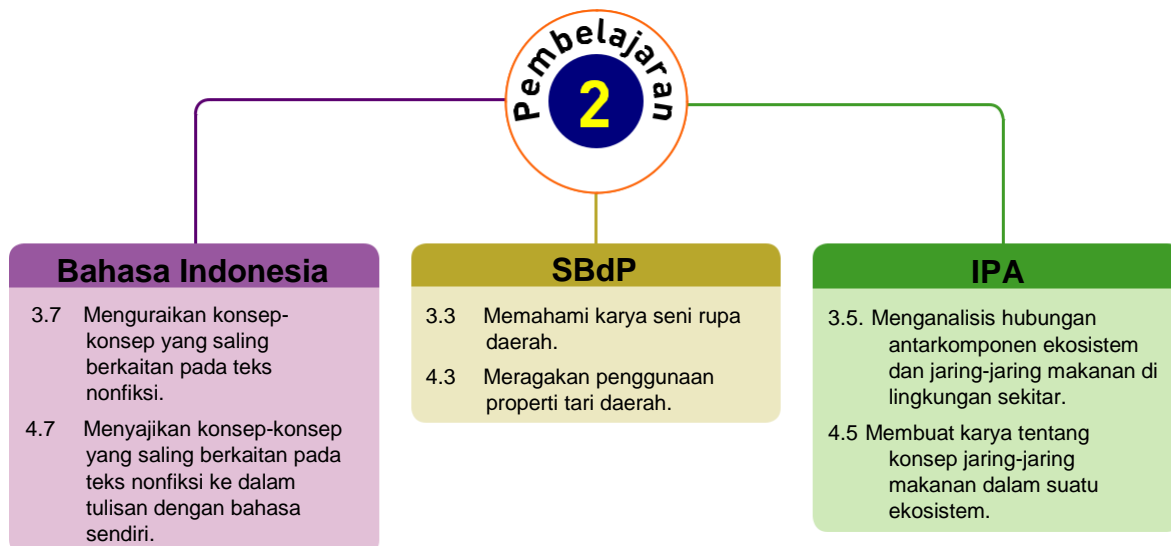 Pembelajaran
2
Bahasa Indonesia
3.7 Menguraikan konsep-
konsep yang saling
berkaitan pada teks
nonfiksi.
4.7 Menyajikan konsep-konsep
yang saling berkaitan pada
teks nonfiksi ke dalam
tulisan dengan bahasa
sendiri.
SBdP
3.3 Memahami karya seni rupa
daerah.
4.3 Meragakan penggunaan
properti tari daerah.
IPA
3.5. Menganalisis hubungan
antarkomponen ekosistem
dan jaring-jaring makanan di
lingkungan sekitar.
4.5 Membuat karya tentang
konsep jaring-jaring
makanan dalam suatu
ekosistem.